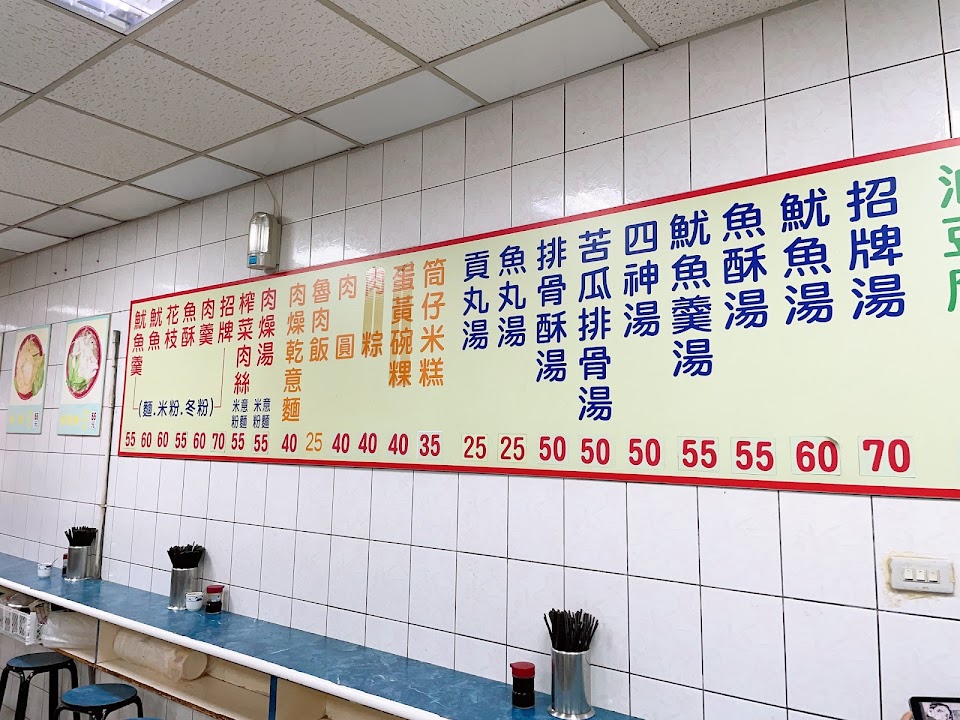 油豆腐
招牌湯 70
魷魚湯 60
魚酥湯 55
魷魚羹湯 55
四神湯 50
苦瓜排骨湯 50
排骨酥湯 50
魚丸湯 25
貢丸湯 25
筒仔米糕 35
蛋黃碗粿 40
肉粽 40
肉圓 40
魯肉飯 25
肉燥乾意麵 40
肉燥湯 意麵 米粉 55
榨菜肉絲 意麵 米粉 55
招牌 70
肉羹 60
魚酥 55
花枝 60
魷魚 60
魷魚羹 55
(麵.米粉.冬粉)
55